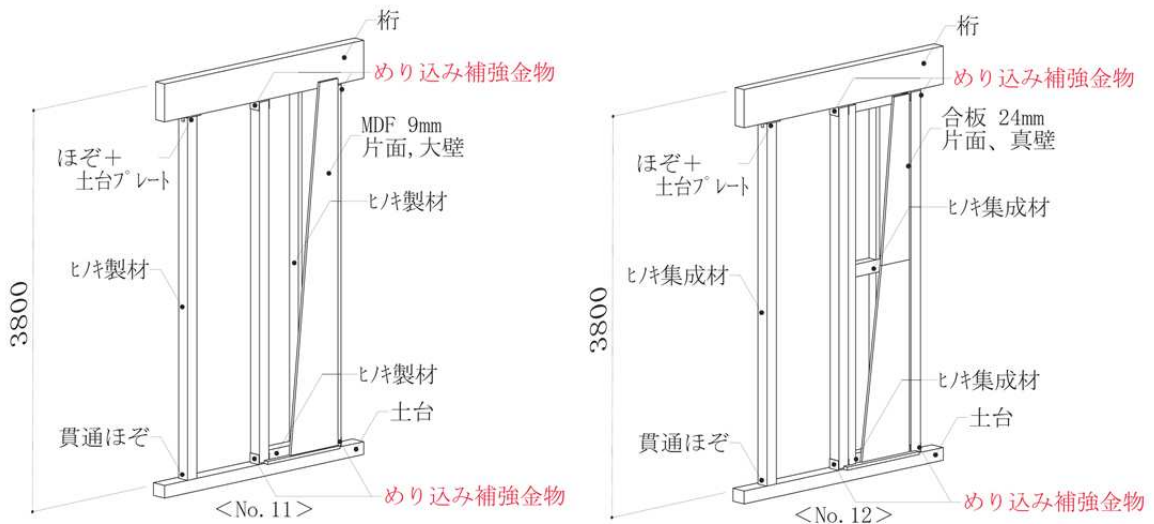 桁
めり込み補強金物
MDF 9mm
片面,大壁
ほぞ+
土台プレート
ヒノキ製材
ヒノキ製材
3800
ヒノキ製材
土台
貫通ほぞ
めり込み補強金物
<No.11>
桁
めり込み補強金物
合板 24mm
片面、真壁
ほぞ+
土台プレート
ヒノキ集成材
ヒノキ集成材
3800
ヒノキ集成材
土台
貫通ほぞ
めり込み補強金物
<No.12>